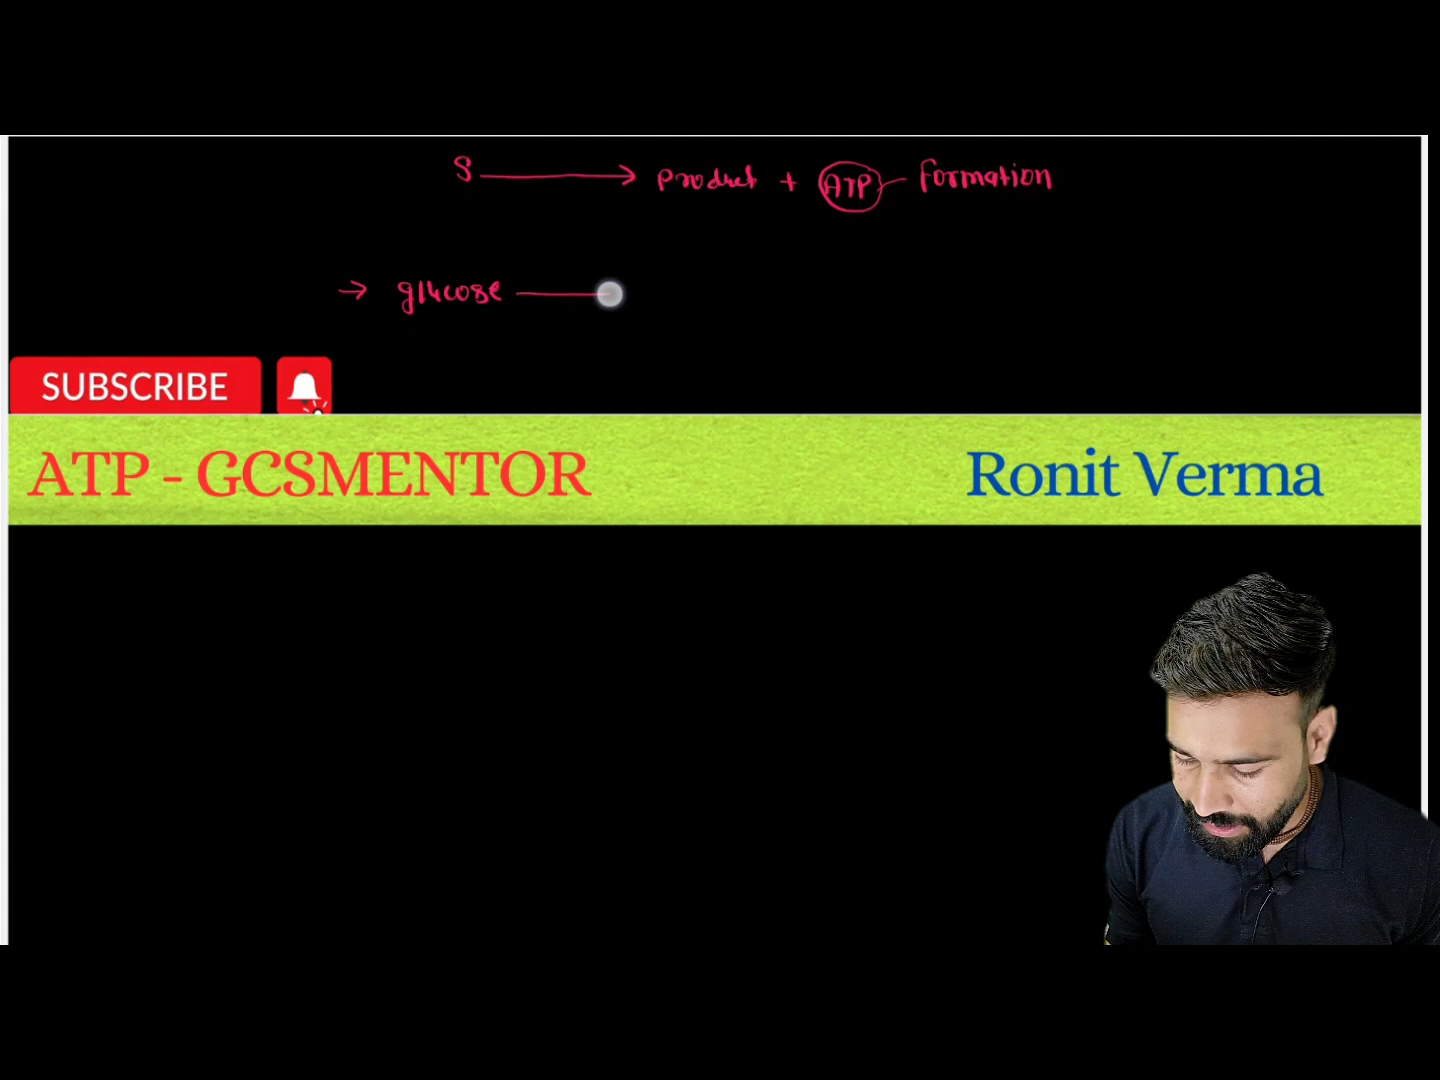 S → product + ATP - Formation
→ glucose
SUBSCRIBE
ATP - GCSMENTOR Ronit Verma